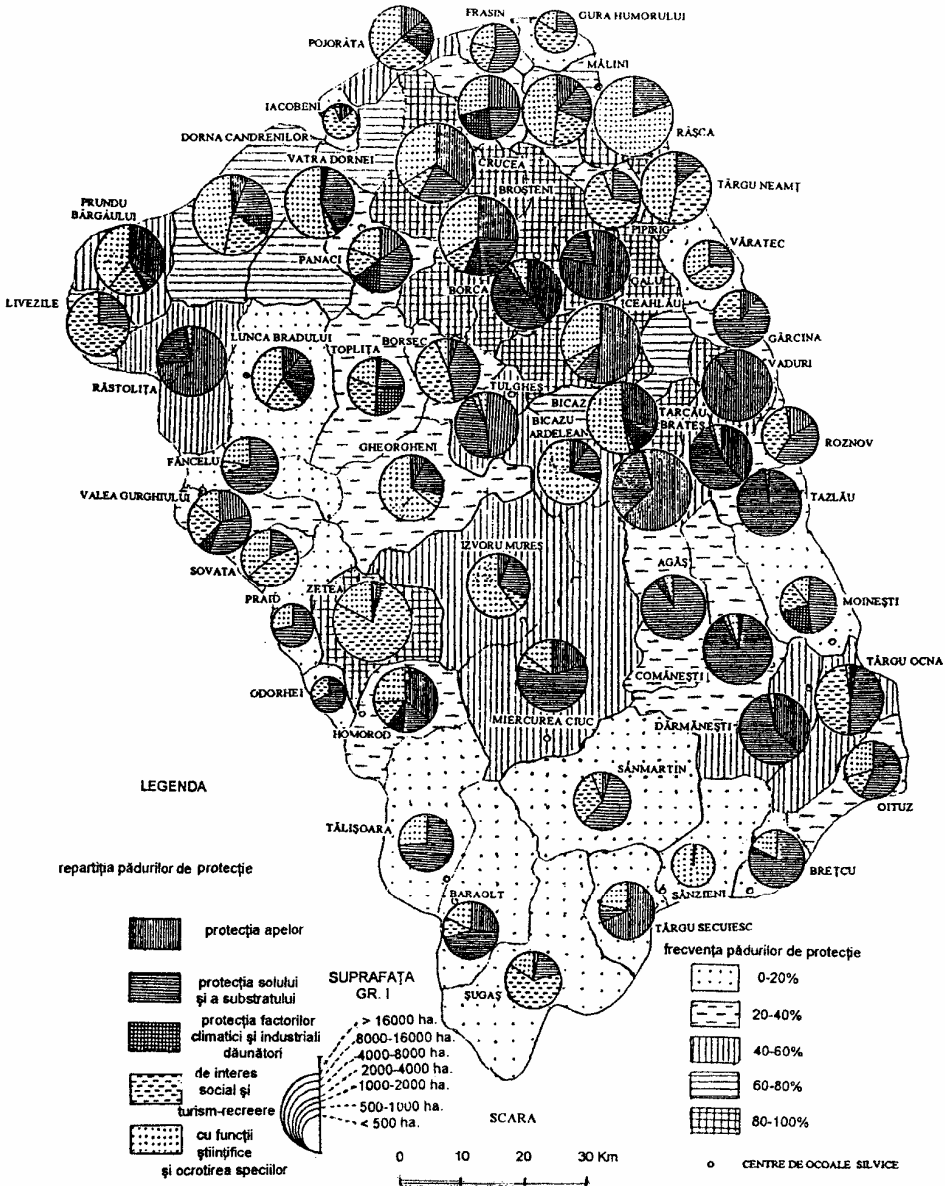 FRASIN
GURA HUMORULUI
POJORÂTA
MĂLINI
IACOBENI
RÂȘCA
DORNA CANDRENILOR
VATRA DORNEI
CRUCEA
TÂRGU NEAMȚ
BROȘTENI
PRUNDU
BÂRGĂULUI
PIPIRIG
PANACI
VĂRATEC
GALU
BORCA
CEAHLĂU
LIVEZILE
GÂRCINA
LUNCA BRADULUI
BORSEC
TOPLIȚA
VADURI
RĂSTOLIȚA
TULGHEȘ
BICAZ
TARCĂU
BICAZU
ARDELEAN
BRATEȘ
ROZNOV
GHEORGHENI
FÂNCELU
VALEA GURGHIULUI
TAZLĂU
IZVORU MUREȘ
AGĂȘ
SOVATA
ZETEA
PRAID
MOINEȘTI
TÂRGU OCNA
COMĂNEȘTI
ODORHEI
MIERCUREA CIUC
DĂRMĂNEȘTI
HOMOROD
SÂNMARTIN
OITUZ
TĂLIȘOARA
BREȚCU
SÂNZIENI
BARAOLT
TÂRGU SECUIESC
ȘUGAȘ
LEGENDA
repartiția pădurilor de protecție
protecția apelor
protecția solului
și a substratului
protecția factorilor
climatici și industriali
dăunători
de interes
social și
turism-recreere
cu funcții
științifice
și ocrotirea speciilor
SUPRAFAȚA
GR. I
> 16000 ha.
8000-16000 ha.
4000-8000 ha.
2000-4000 ha.
1000-2000 ha.
500-1000 ha.
< 500 ha.
SCARA
0 10 20 30 Km
frecvența pădurilor de protecție
0-20%
20-40%
40-60%
60-80%
80-100%
CENTRE DE OCOALE SILVICE